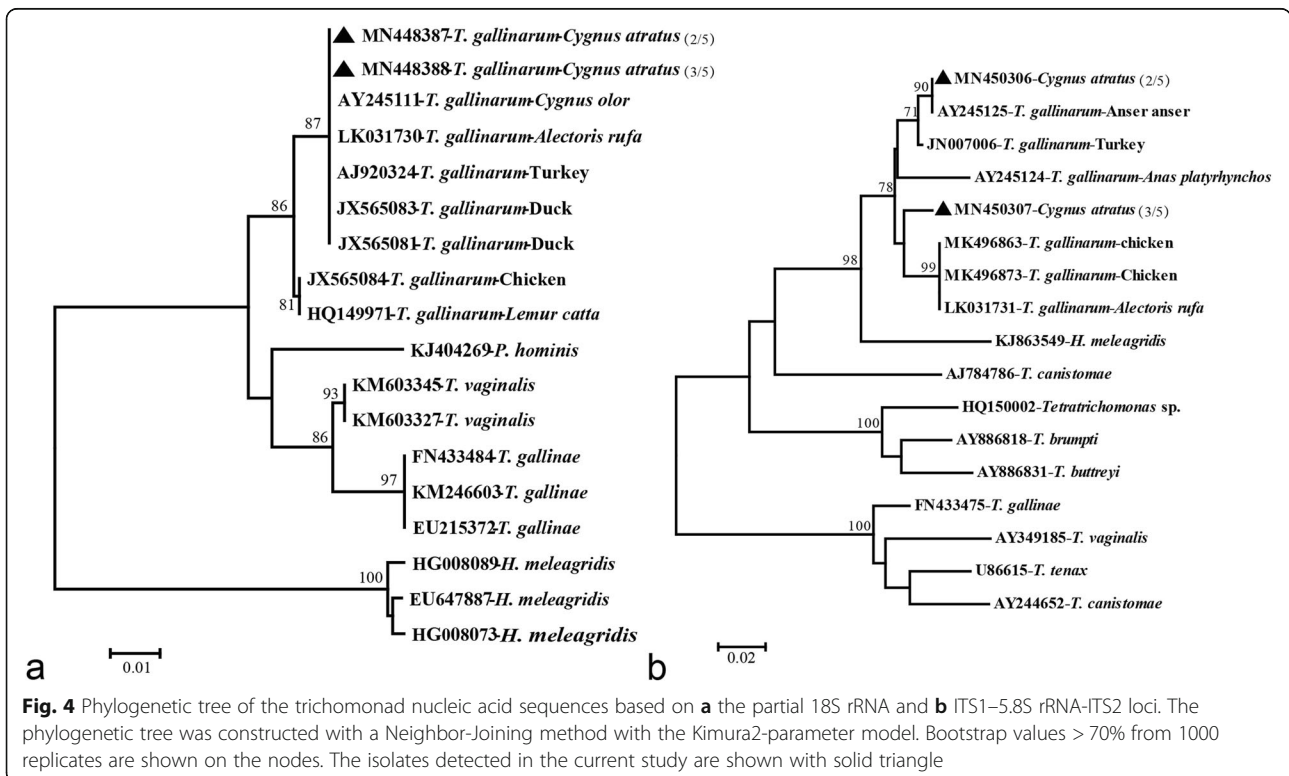 87
▲ MN448387-T. gallinarum-Cygnus atratus (2/5)
▲ MN448388-T. gallinarum-Cygnus atratus (3/5)
AY245111-T. gallinarum-Cygnus olor
LK031730-T. gallinarum-Alectoris rufa
AJ920324-T. gallinarum-Turkey
JX565083-T. gallinarum-Duck
JX565081-T. gallinarum-Duck
86
JX565084-T. gallinarum-Chicken
81
HQ149971-T. gallinarum-Lemur catta
KJ404269-P. hominis
93
KM603345-T. vaginalis
KM603327-T. vaginalis
86
FN433484-T. gallinae
97
KM246603-T. gallinae
EU215372-T. gallinae
100
HG008089-H. meleagridis
EU647887-H. meleagridis
HG008073-H. meleagridis
a
0.01
90
▲ MN450306-Cygnus atratus (2/5)
71
AY245125-T. gallinarum-Anser anser
JN007006-T. gallinarum-Turkey
78
AY245124-T. gallinarum-Anas platyrhynchos
▲ MN450307-Cygnus atratus (3/5)
MK496863-T. gallinarum-chicken
98
99
MK496873-T. gallinarum-Chicken
LK031731-T. gallinarum-Alectoris rufa
KJ863549-H. meleagridis
AJ784786-T. canistomae
HQ150002-Tetratrichomonas sp.
100
AY886818-T. brumpti
AY886831-T. buttreyi
FN433475-T. gallinae
100
AY349185-T. vaginalis
U86615-T. tenax
AY244652-T. canistomae
b
0.02
Fig. 4 Phylogenetic tree of the trichomonad nucleic acid sequences based on a the partial 18S rRNA and b ITS1–5.8S rRNA-ITS2 loci. The
phylogenetic tree was constructed with a Neighbor-Joining method with the Kimura2-parameter model. Bootstrap values > 70% from 1000
replicates are shown on the nodes. The isolates detected in the current study are shown with solid triangle